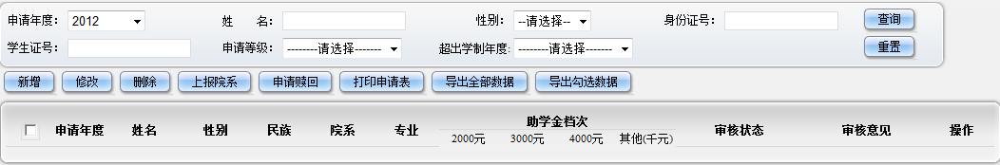 申请年度: 2012 姓 名: 性别: --请选择-- 身份证号: 查询
学生证号: 申请等级: --------请选择------- 超出学制年度: --------请选择------- 重置
新增 修改 删除 上报院系 申请赎回 打印申请表 导出全部数据 导出勾选数据
申请年度 姓名 性别 民族 院系 专业 助学金档次 审核状态 审核意见 操作
2000元 3000元 4000元 其他(千元)